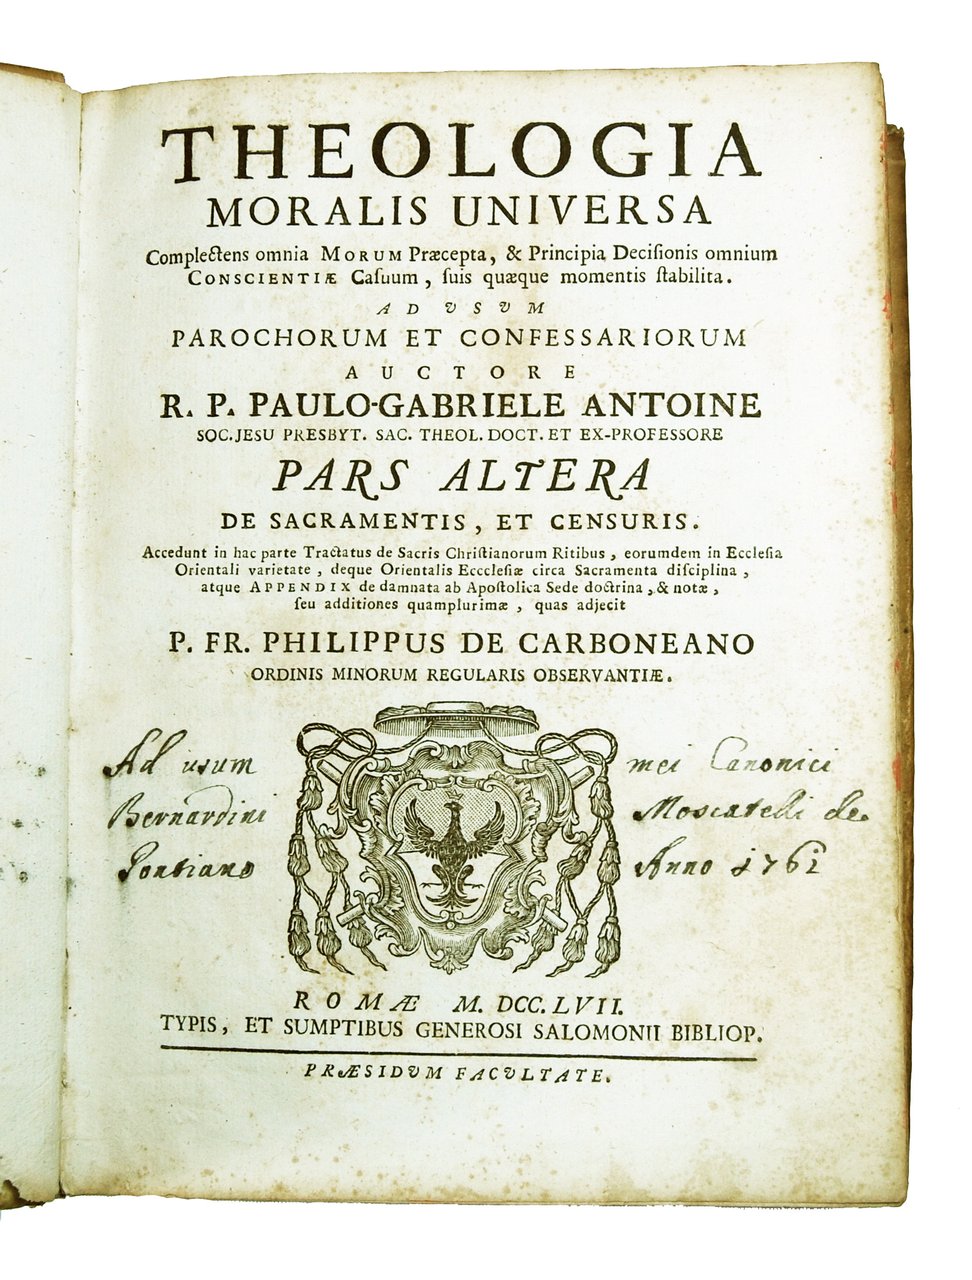 THEOLOGIA
MORALIS UNIVERSA
Complectens omnia MORUM Præcepta, & Principia Decisionis omnium
CONSCIENTIÆ Casuum, suis quæque momentis stabilita.
AD VSVM
PAROCHORUM ET CONFESSARIORUM
AUCTORE
R. P. PAULO-GABRIELE ANTOINE
SOC. JESU PRESBYT. SAC. THEOL. DOCT. ET EX-PROFESSORE
PARS ALTERA
DE SACRAMENTIS, ET CENSURIS.
Accedunt in hac parte Tractatus de Sacris Christianorum Ritibus, eorumdem in Ecclesia
Orientali varietate, deque Orientalis Eccclesiæ circa Sacramenta disciplina,
atque APPENDIX de damnata ab Apostolica Sede doctrina, & notæ,
seu additiones quamplurimæ, quas adjecit
P. FR. PHILIPPUS DE CARBONEANO
ORDINIS MINORUM REGULARIS OBSERVANTIÆ.
Ad usum mei Canonici
Bernardini Moscatelli de
Pontiano Anno 1761
ROMÆ M. DCC. LVII.
TYPIS, ET SUMPTIBUS GENEROSI SALOMONII BIBLIOP.
PRÆSIDVM FACVLTATE.